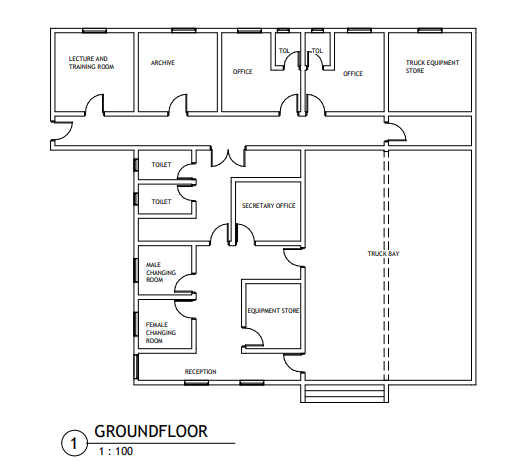 LECTURE AND
TRAINING ROOM
ARCHIVE
OFFICE
TOL
TOL
OFFICE
TRUCK EQUIPMENT
STORE
TOILET
TOILET
SECRETARY OFFICE
TRUCK BAY
MALE
CHANGING
ROOM
EQUIPMENT STORE
FEMALE
CHANGING
ROOM
RECEPTION
1
GROUNDFLOOR
1 : 100